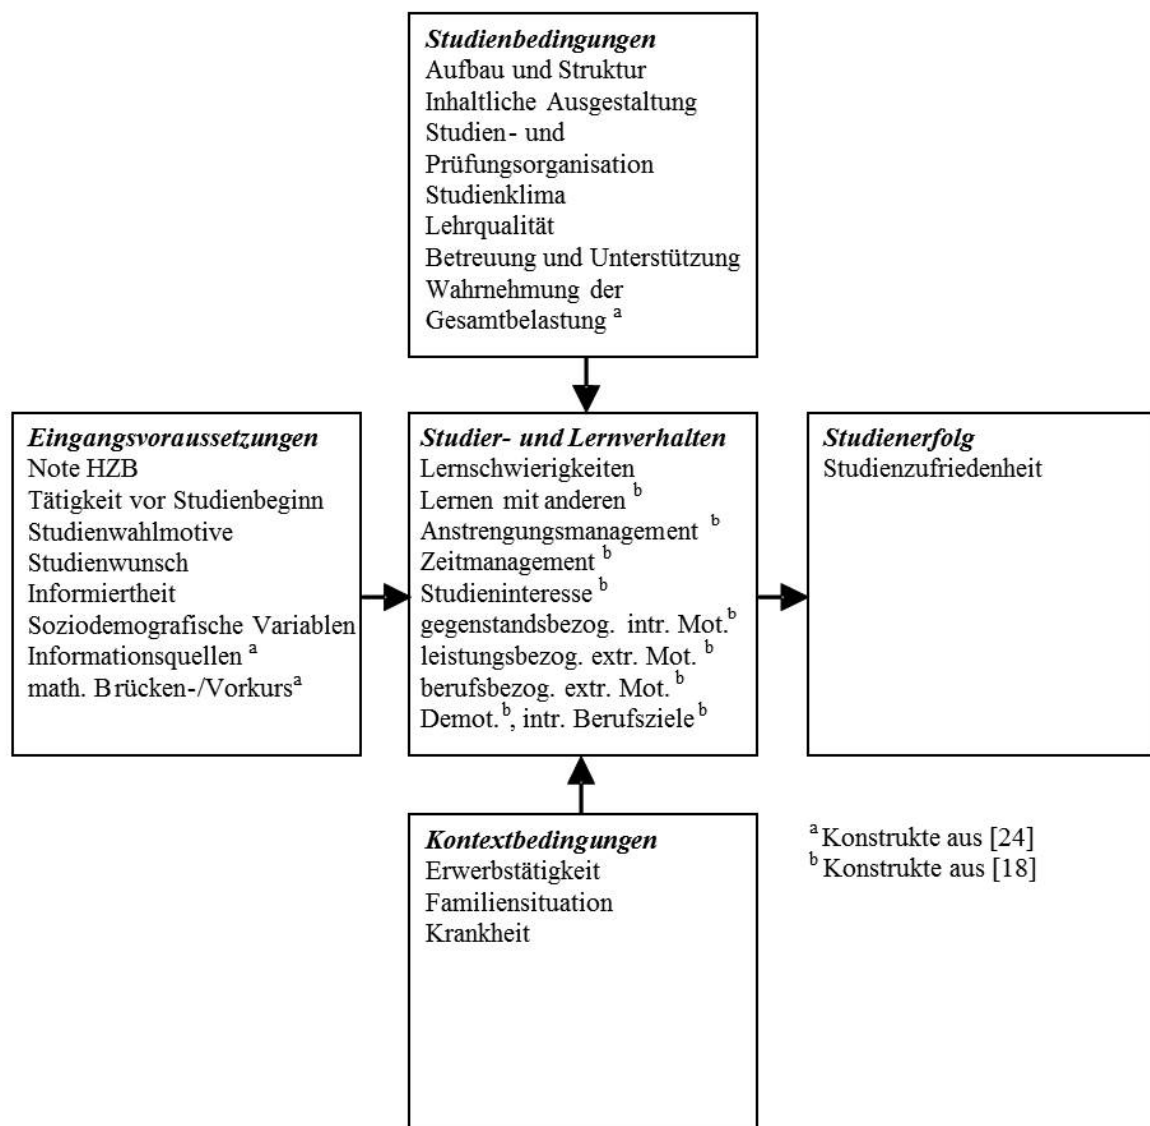 Studienbedingungen
Aufbau und Struktur
Inhaltliche Ausgestaltung
Studien- und
Prüfungsorganisation
Studienklima
Lehrqualität
Betreuung und Unterstützung
Wahrnehmung der
Gesamtbelastung a
Eingangsvoraussetzungen
Note HZB
Tätigkeit vor Studienbeginn
Studienwahlmotive
Studienwunsch
Informiertheit
Soziodemografische Variablen
Informationsquellen a
math. Brücken-/Vorkurs a
Studier- und Lernverhalten
Lernschwierigkeiten
Lernen mit anderen b
Anstrengungsmanagement b
Zeitmanagement b
Studieninteresse b
gegenstandsbezog. intr. Mot. b
leistungsbezog. extr. Mot. b
berufsbezog. extr. Mot. b
Demot. b, intr. Berufsziele b
Studienerfolg
Studienzufriedenheit
Kontextbedingungen
Erwerbstätigkeit
Familiensituation
Krankheit
a Konstrukte aus [24]
b Konstrukte aus [18]